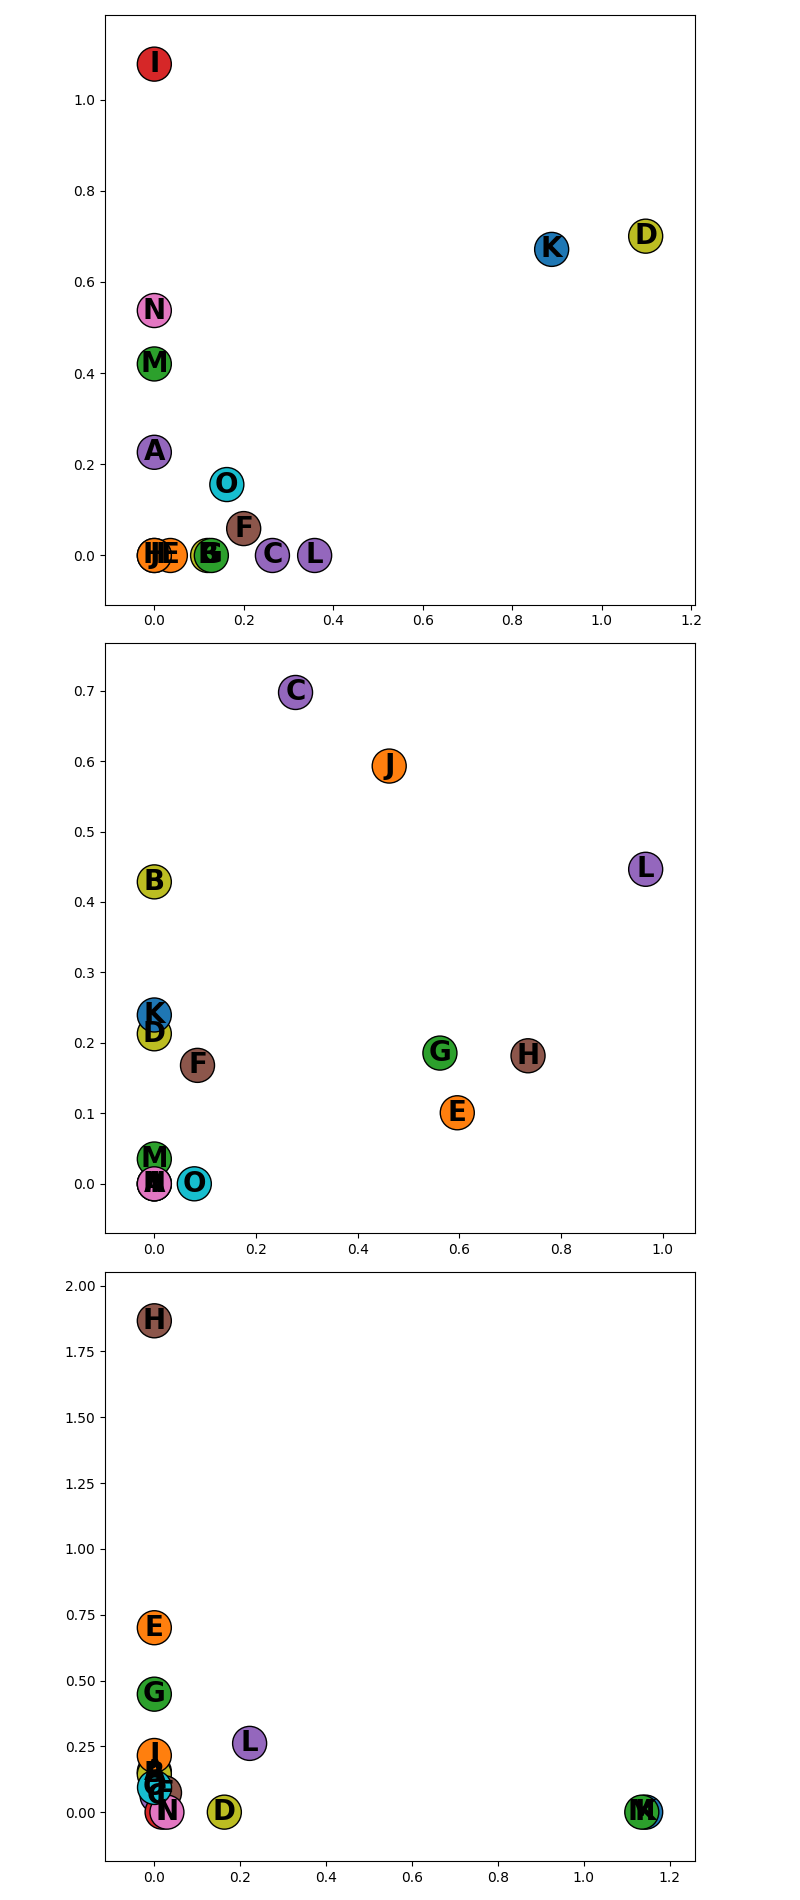 I
1.0
0.8
D
K
0.6
N
M
0.4
A
0.2
O
F
0.0 H J E G C L
0.0 0.2 0.4 0.6 0.8 1.0 1.2
0.7 C
J
0.6
0.5
L
B
0.4
0.3
K
0.2 D
F G H
E
0.1
M
0.0 O
0.0 0.2 0.4 0.6 0.8 1.0
2.00
H
1.75
1.50
1.25
1.00
0.75
E
0.50
G
L
0.25 J
0.00 N D M K
0.0 0.2 0.4 0.6 0.8 1.0 1.2